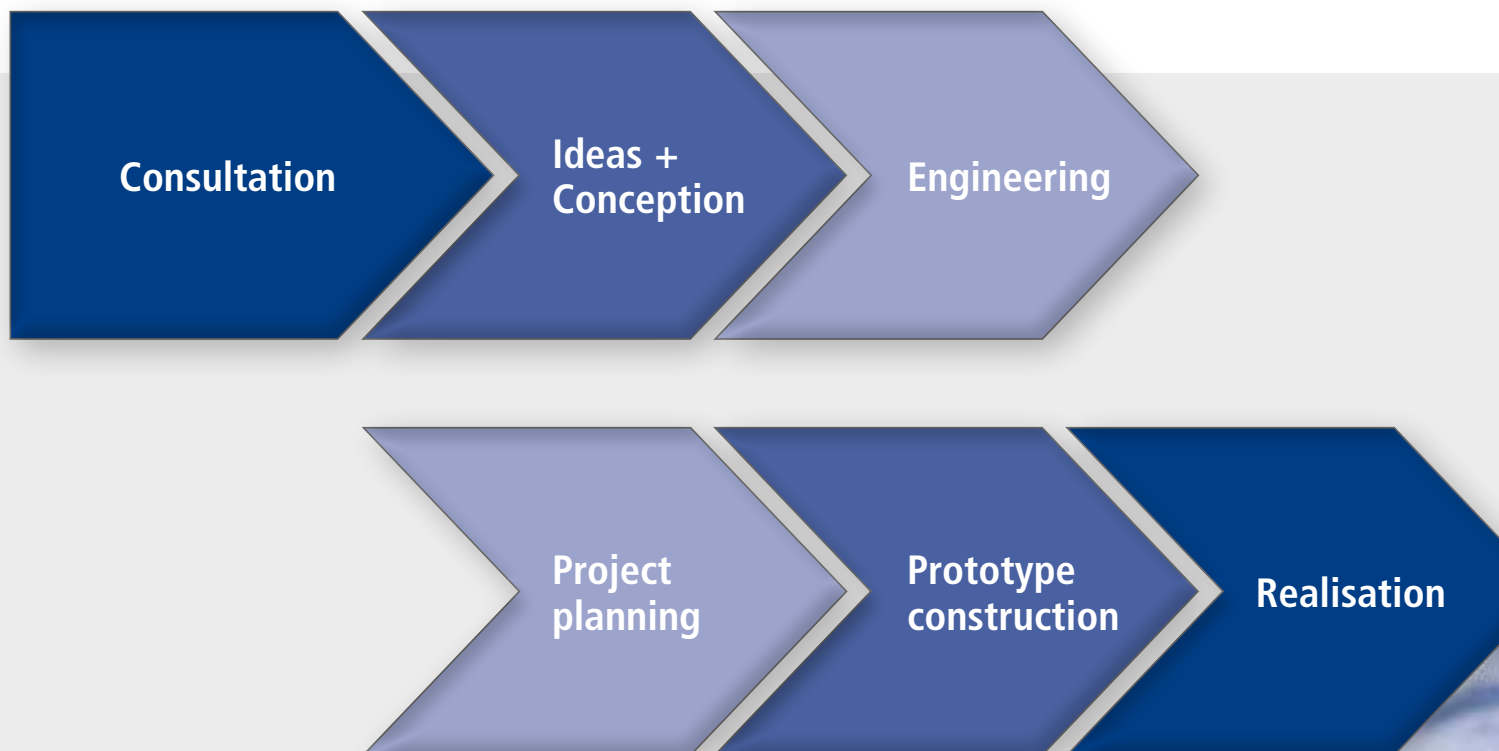 Consultation
Ideas +
Conception
Engineering
Project
planning
Prototype
construction
Realisation